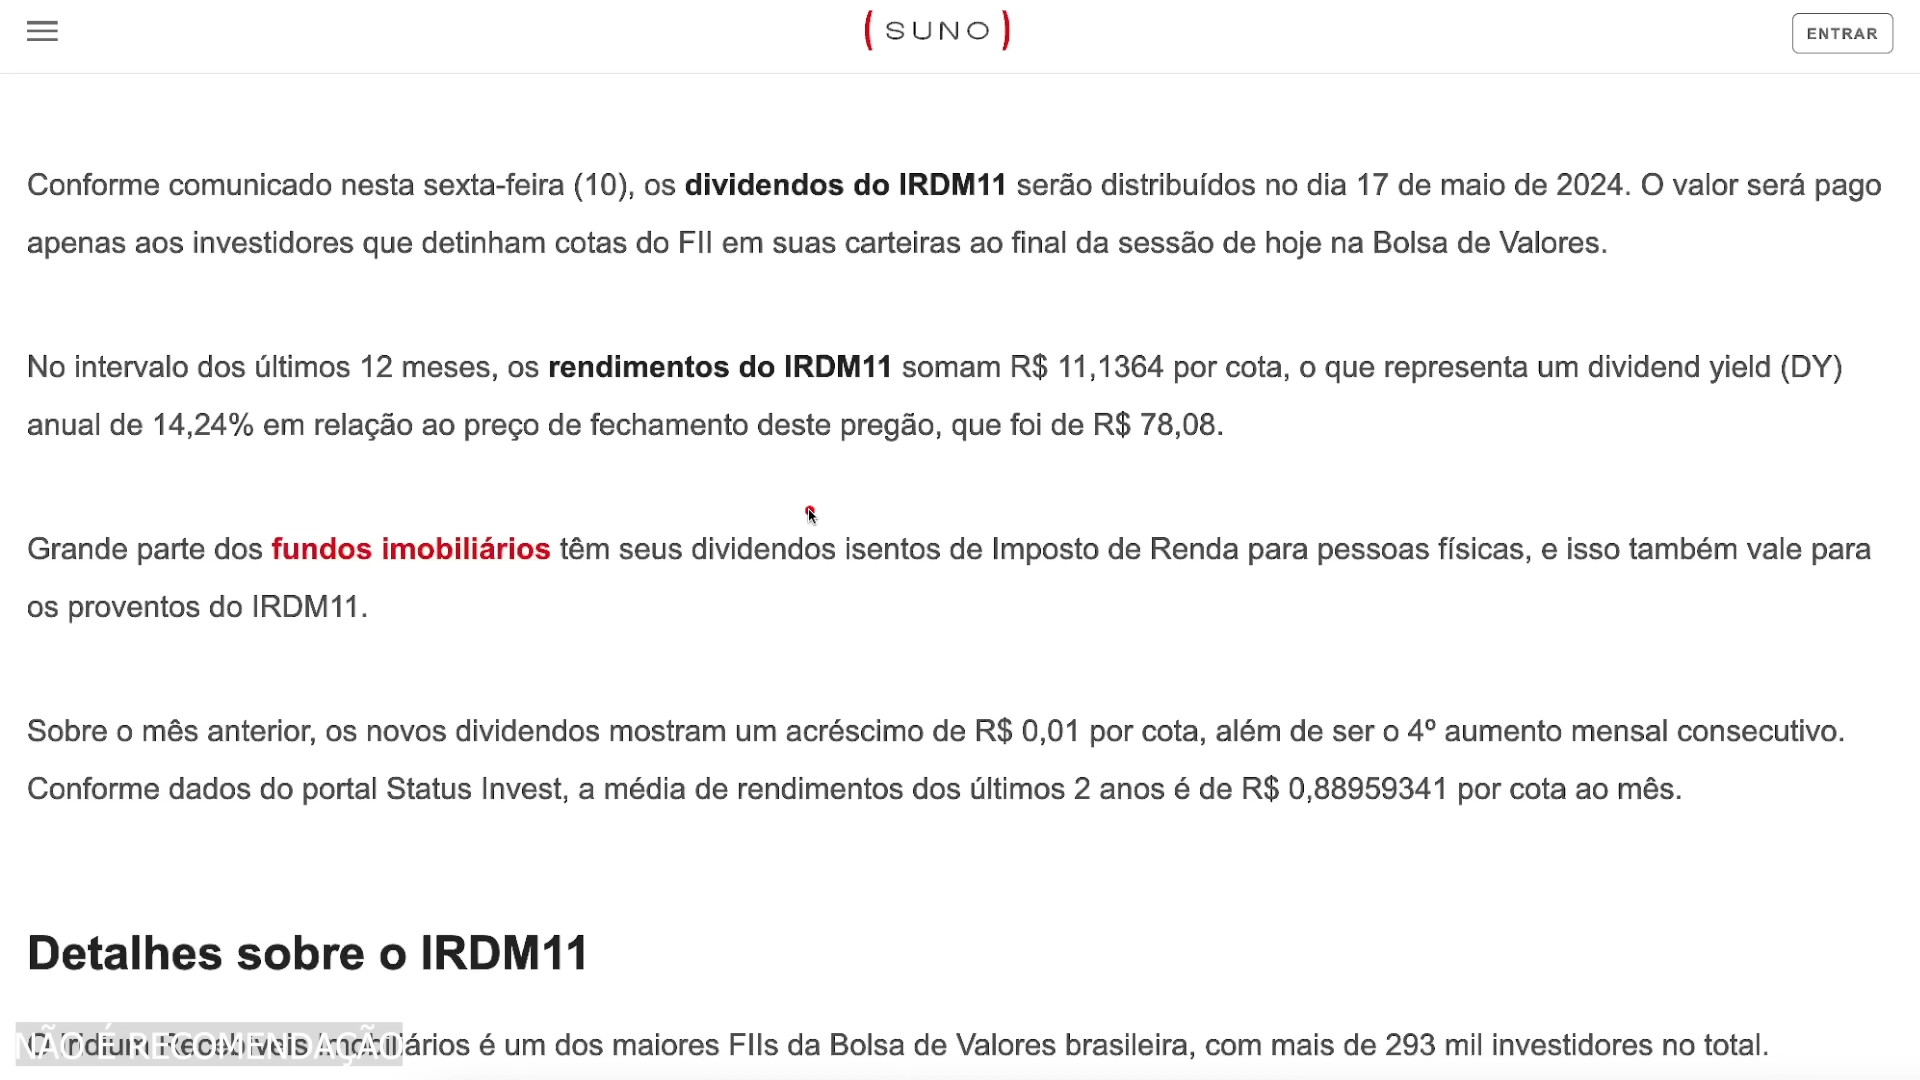 ( SUNO )
ENTRAR
Conforme comunicado nesta sexta-feira (10), os dividendos do IRDM11 serão distribuídos no dia 17 de maio de 2024. O valor será pago
apenas aos investidores que detinham cotas do FII em suas carteiras ao final da sessão de hoje na Bolsa de Valores.
No intervalo dos últimos 12 meses, os rendimentos do IRDM11 somam R$ 11,1364 por cota, o que representa um dividend yield (DY)
anual de 14,24% em relação ao preço de fechamento deste pregão, que foi de R$ 78,08.
Grande parte dos fundos imobiliários têm seus dividendos isentos de Imposto de Renda para pessoas físicas, e isso também vale para
os proventos do IRDM11.
Sobre o mês anterior, os novos dividendos mostram um acréscimo de R$ 0,01 por cota, além de ser o 4º aumento mensal consecutivo.
Conforme dados do portal Status Invest, a média de rendimentos dos últimos 2 anos é de R$ 0,88959341 por cota ao mês.
Detalhes sobre o IRDM11
O Iridium Recebíveis Imobiliários é um dos maiores FIIs da Bolsa de Valores brasileira, com mais de 293 mil investidores no total.
NÃO É RECOMENDAÇÃO